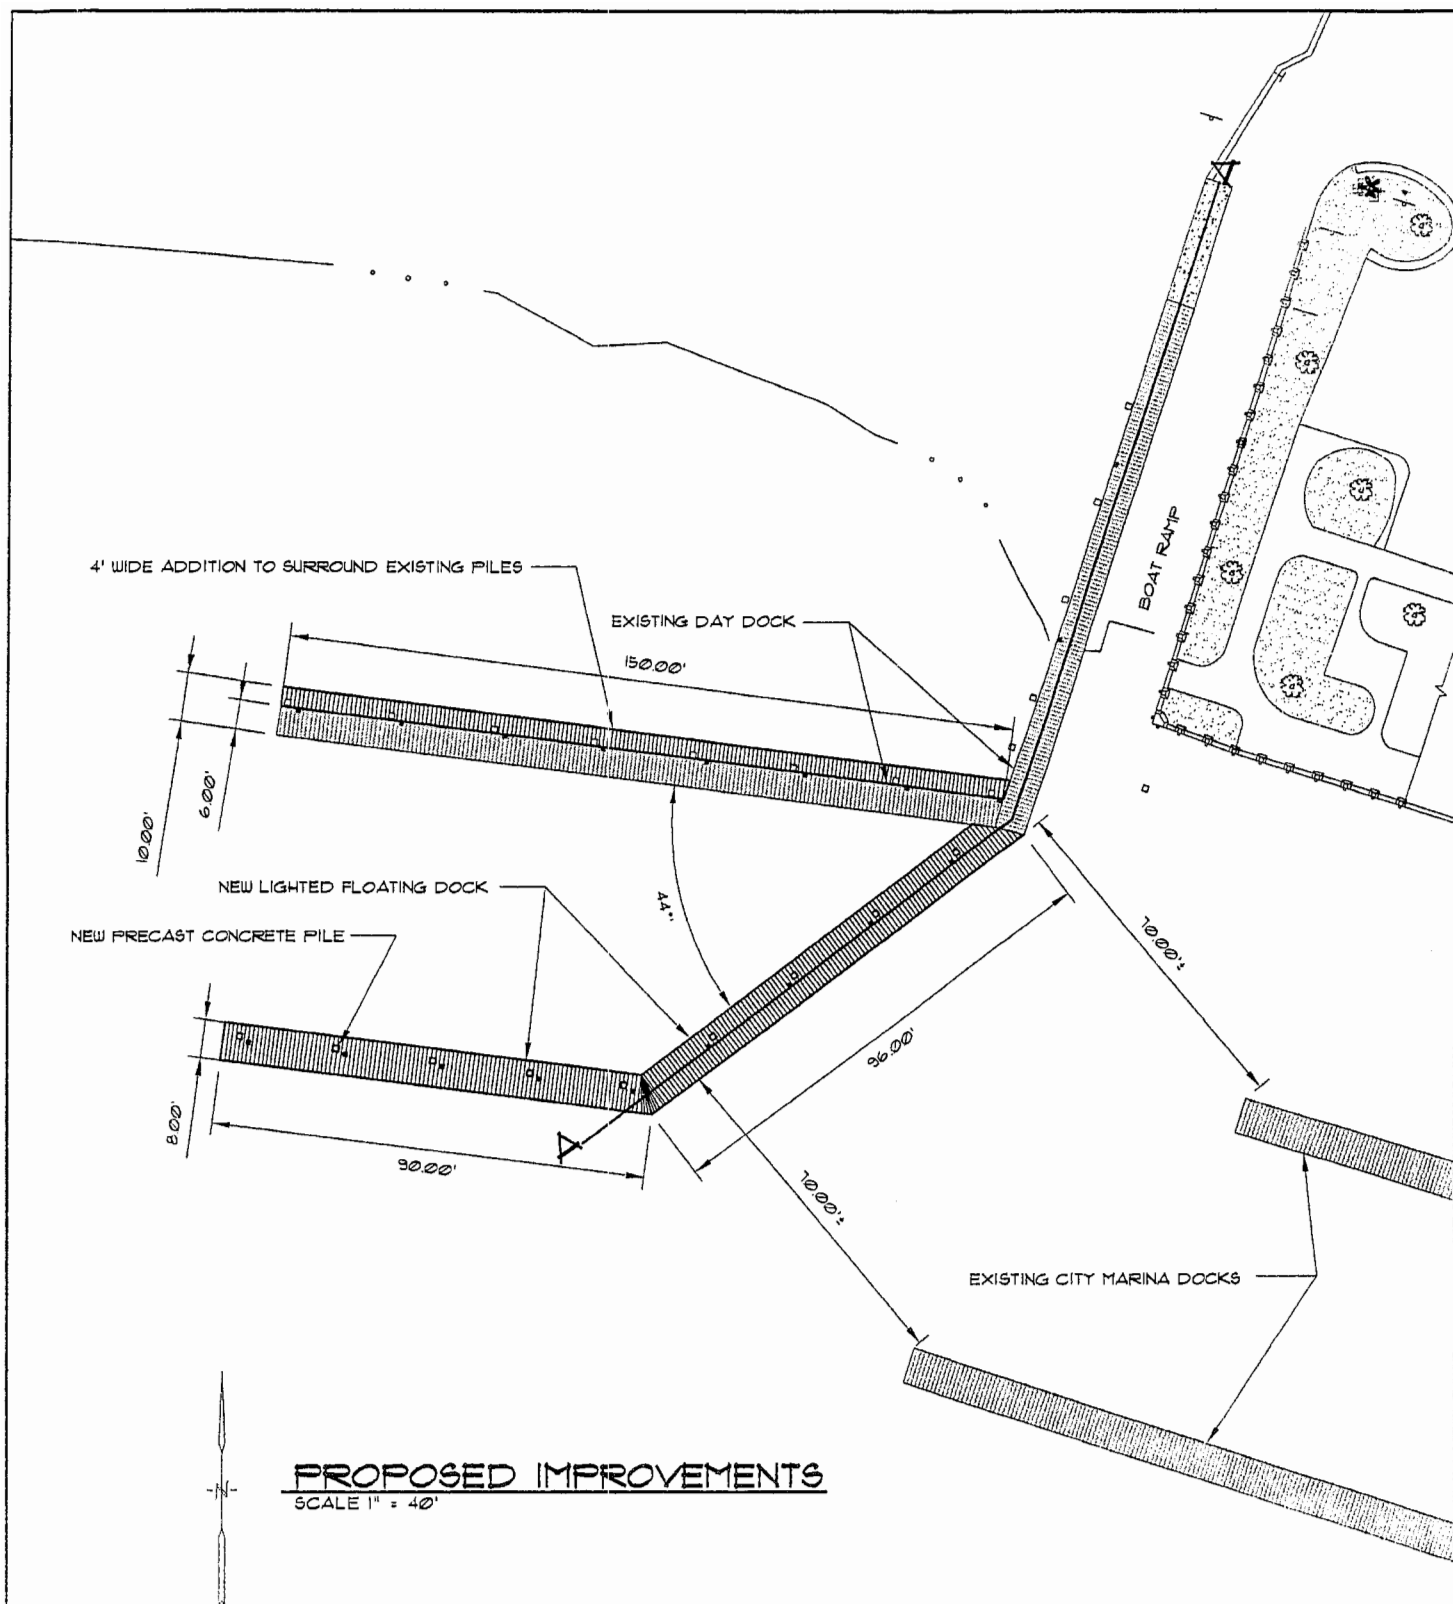 A
BOAT RAMP
4' WIDE ADDITION TO SURROUND EXISTING PILES
EXISTING DAY DOCK
150.00'
10.00'
6.00'
44°
NEW LIGHTED FLOATING DOCK
NEW PRECAST CONCRETE PILE
70.00'±
96.00'
8.00'
90.00'
A
70.00'±
EXISTING CITY MARINA DOCKS
N
PROPOSED IMPROVEMENTS
SCALE 1" = 40'